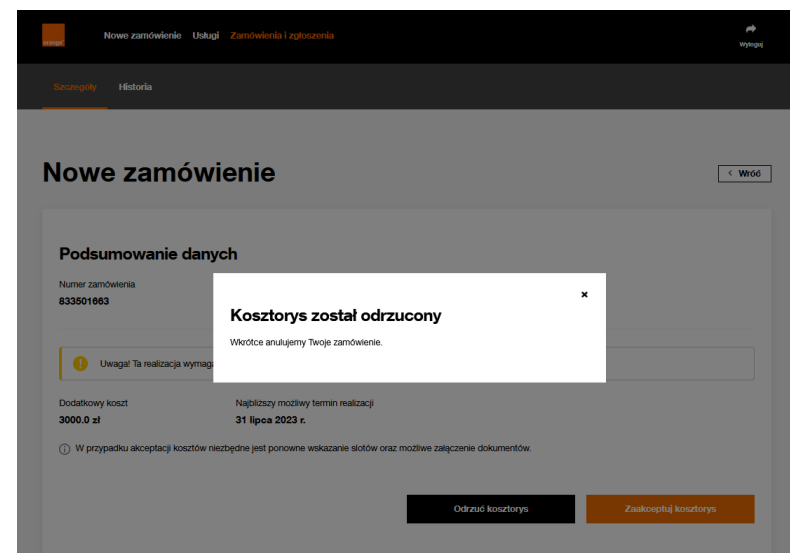 orange
Nowe zamówienie Usługi Zamówienia i zgłoszenia
Wyloguj
Szczegóły Historia
Nowe zamówienie
< Wróć
Podsumowanie danych
Numer zamówienia
833501663
Kosztorys został odrzucony
Wkrótce anulujemy Twoje zamówienie.
Uwaga! Ta realizacja
Dodatkowy koszt Najbliższy możliwy termin realizacji
3000.0 zł 31 lipca 2023 r.
W przypadku akceptacji kosztów niezbędne jest ponowne wskazanie slotów oraz możliwe załączenie dokumentów.
Odrzuć kosztorys Zaakceptuj kosztorys